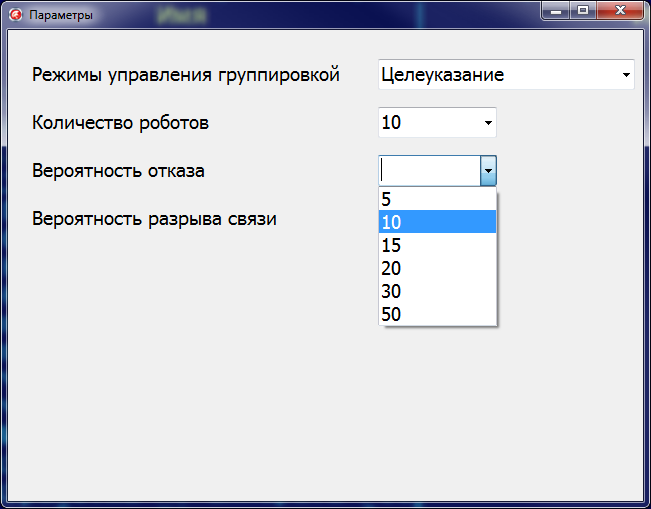 Параметры
Имя
Режимы управления группировкой Целеуказание
Количество роботов 10
Вероятность отказа
5
10
Вероятность разрыва связи
15
20
30
50